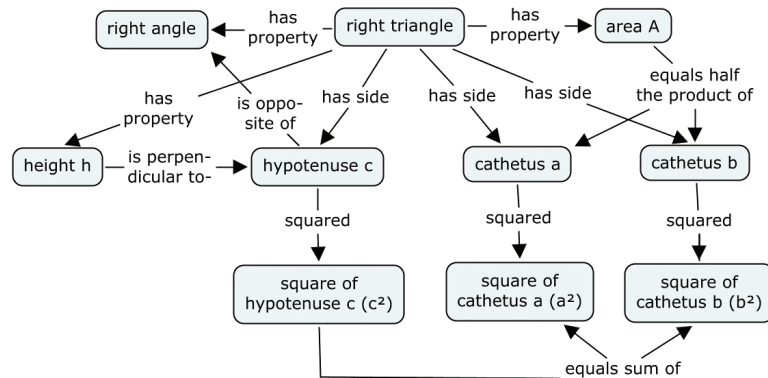 right angle
has
property
right triangle
has
property
area A
equals half
the product of
has
property
is oppo-
site of
has side
has side
has side
height h
is perpen-
dicular to-
hypotenuse c
cathetus a
cathetus b
squared
squared
squared
square of
hypotenuse c (c²)
square of
cathetus a (a²)
square of
cathetus b (b²)
equals sum of